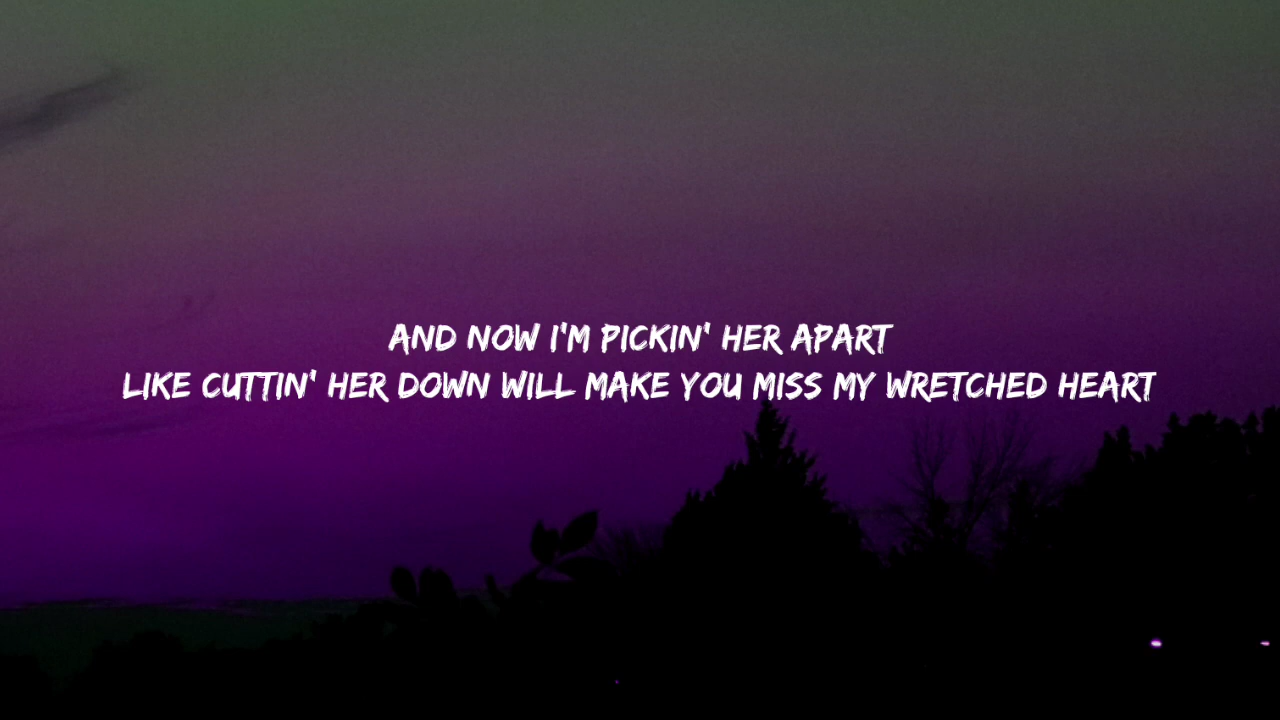 AND NOW I'M PICKIN' HER APART
LIKE CUTTIN' HER DOWN WILL MAKE YOU MISS MY WRETCHED HEART